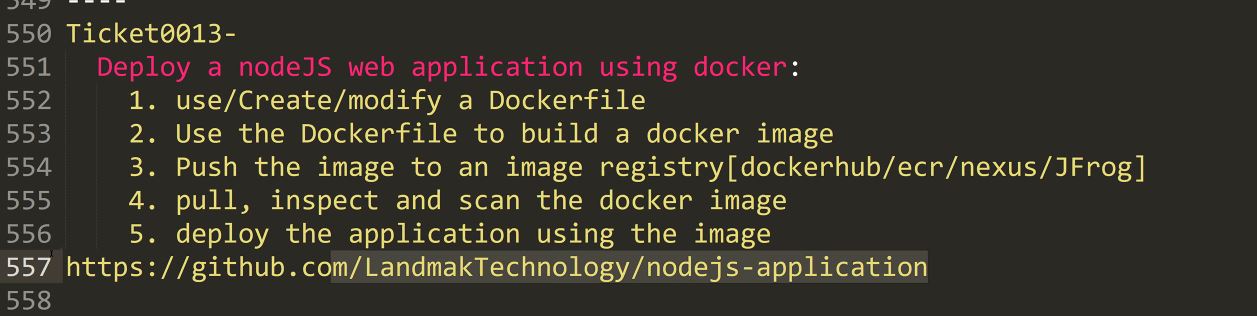 549 ----
550 Ticket0013-
551 Deploy a nodeJS web application using docker:
552 1. use/Create/modify a Dockerfile
553 2. Use the Dockerfile to build a docker image
554 3. Push the image to an image registry[dockerhub/ecr/nexus/JFrog]
555 4. pull, inspect and scan the docker image
556 5. deploy the application using the image
557 https://github.com/LandmakTechnology/nodejs-application
558